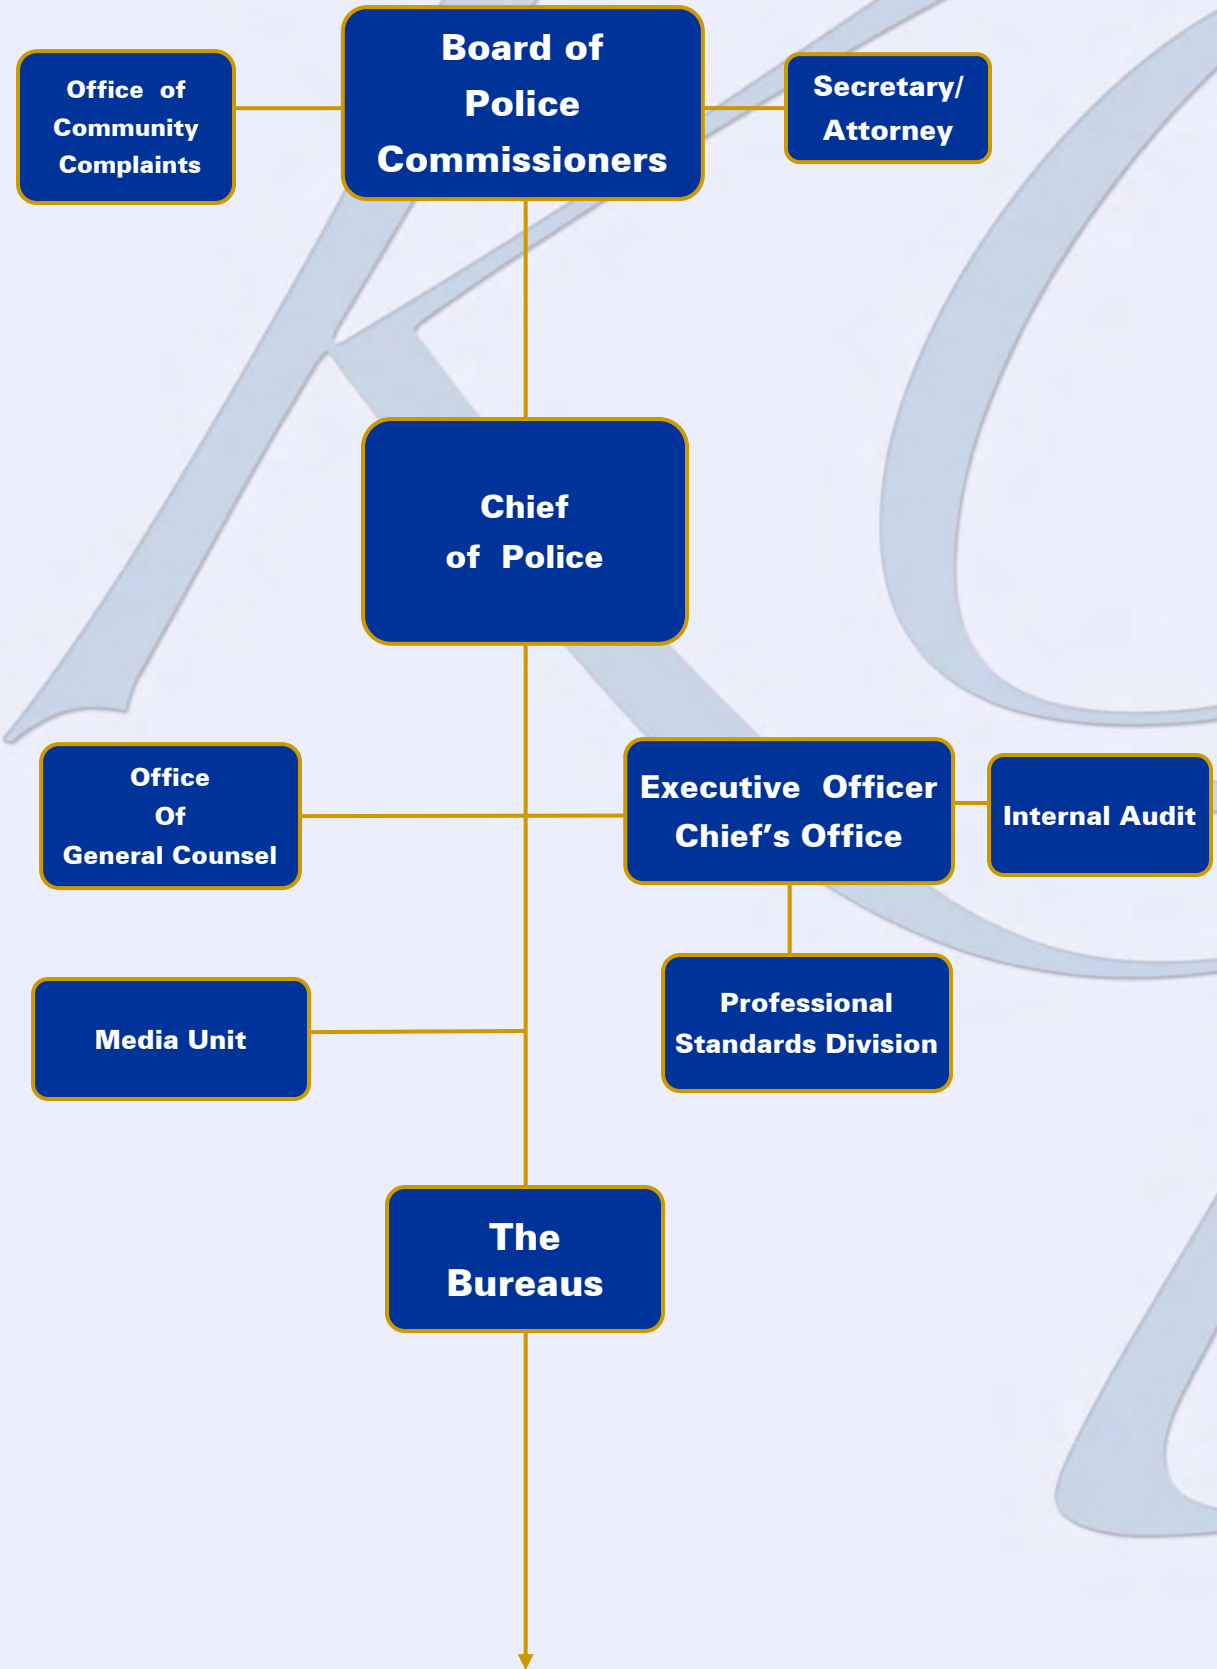 Board of
Police
Commissioners
Office of
Community
Complaints
Secretary/
Attorney
Chief
of Police
Office
Of
General Counsel
Executive Officer
Chief’s Office
Internal Audit
Media Unit
Professional
Standards Division
The
Bureaus